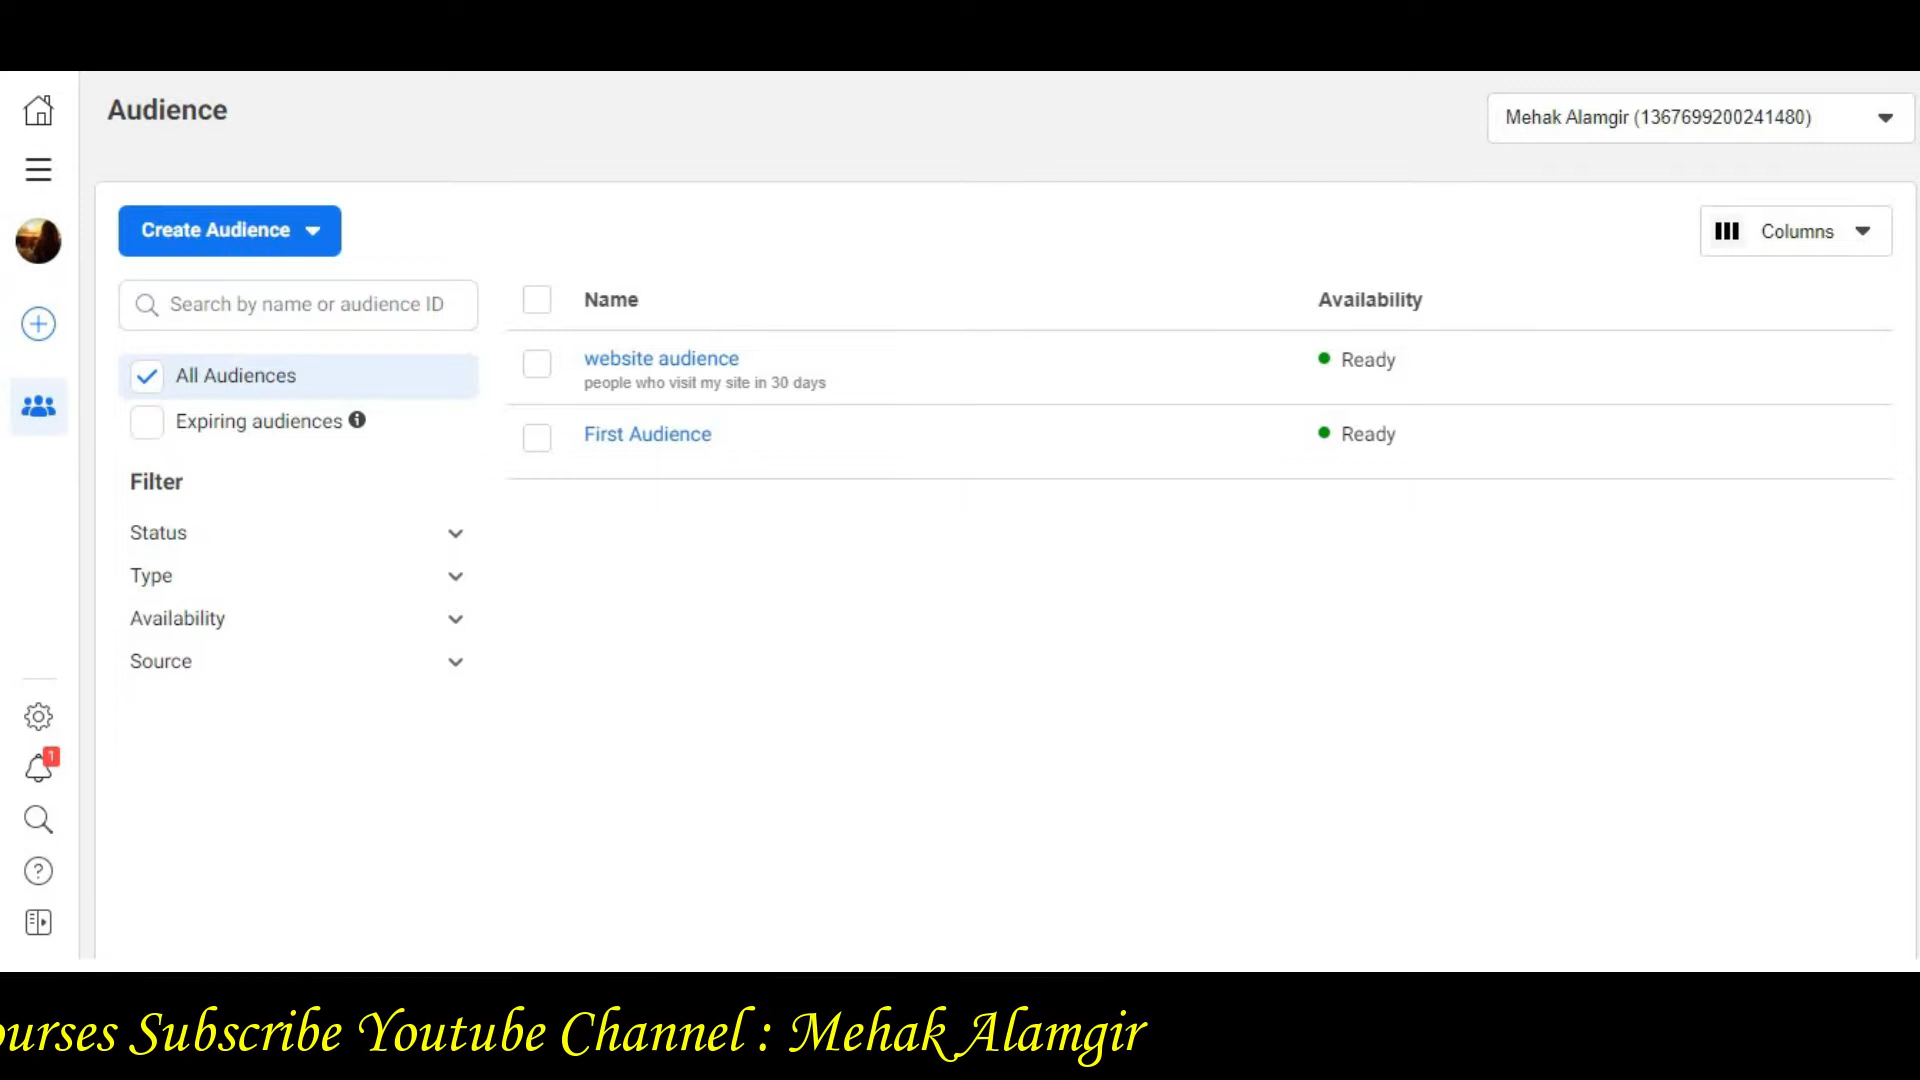 Audience
Mehak Alamgir (1367699200241480)
Create Audience
Columns
Search by name or audience ID
Name
Availability
All Audiences
website audience
people who visit my site in 30 days
Ready
Expiring audiences
First Audience
Ready
Filter
Status
Type
Availability
Source
1
ourses Subscribe Youtube Channel : Mehak Alamgir